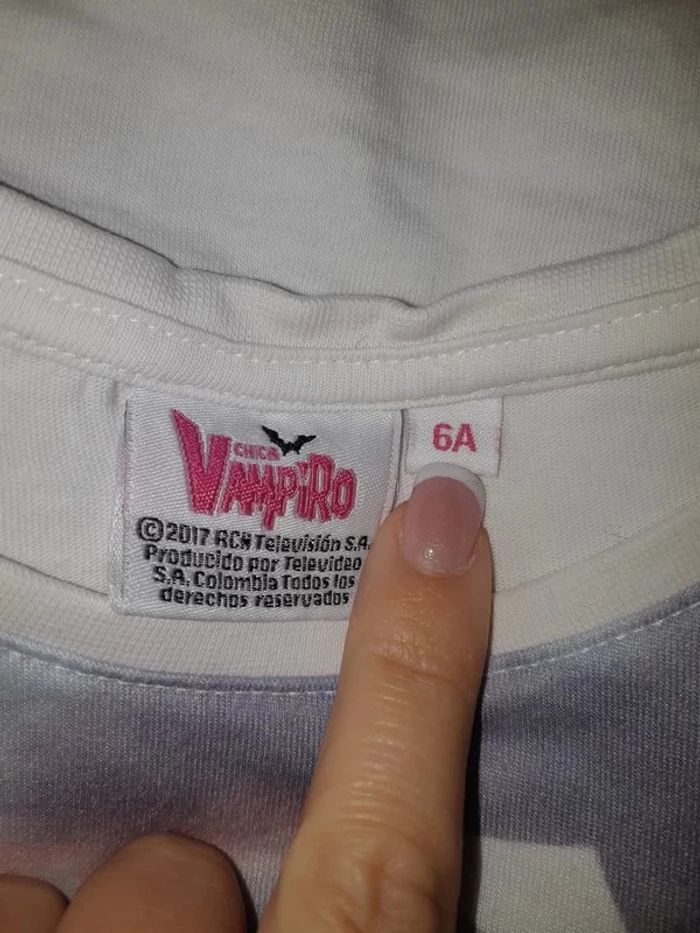 CHICA
VAMPIRO
6A
©2017 RCN Televisión S.A.
Producido por Televideo
S.A. Colombia Todos los
derechos reservados